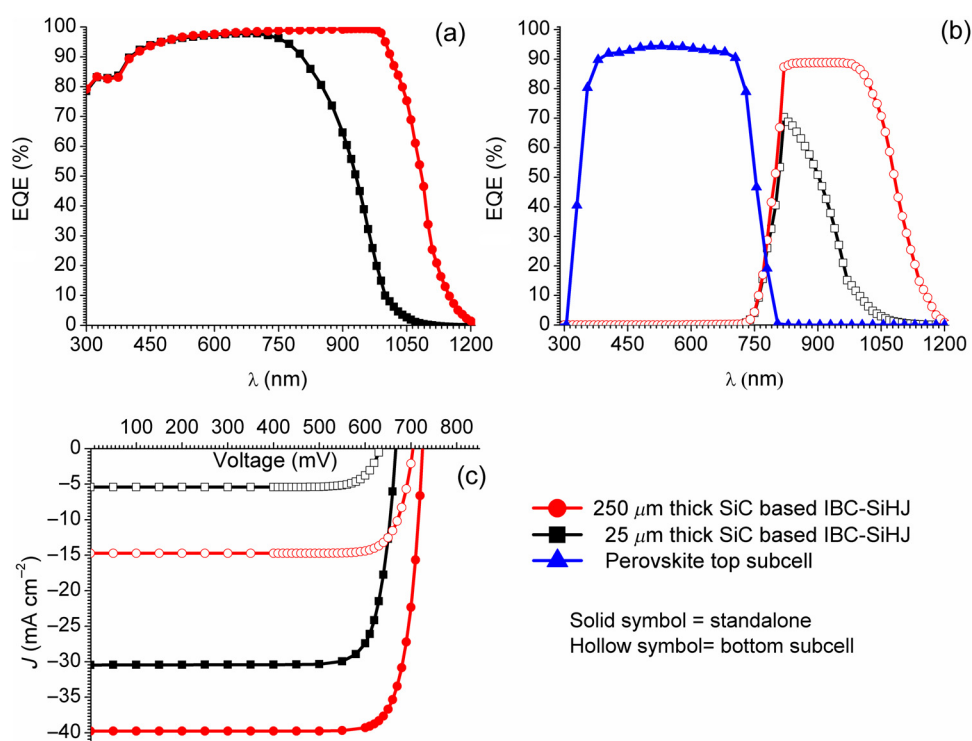 (a)
EQE (%)
100
90
80
70
60
50
40
30
20
10
0
300 450 600 750 900 1050 1200
λ (nm)
(b)
EQE (%)
100
90
80
70
60
50
40
30
20
10
0
300 450 600 750 900 1050 1200
λ (nm)
100 200 300 400 500 600 700 800
Voltage (mV)
(c)
J (mA cm⁻²)
0
−5
−10
−15
−20
−25
−30
−35
−40
250 μm thick SiC based IBC-SiHJ
25 μm thick SiC based IBC-SiHJ
Perovskite top subcell
Solid symbol = standalone
Hollow symbol= bottom subcell